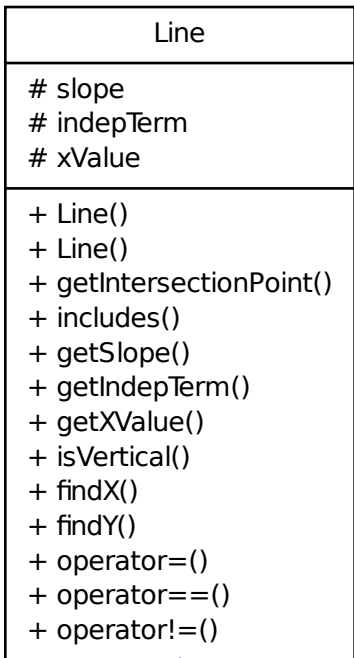 Line
# slope
# indepTerm
# xValue
+ Line()
+ Line()
+ getIntersectionPoint()
+ includes()
+ getSlope()
+ getIndepTerm()
+ getXValue()
+ isVertical()
+ findX()
+ findY()
+ operator=()
+ operator==()
+ operator!=()